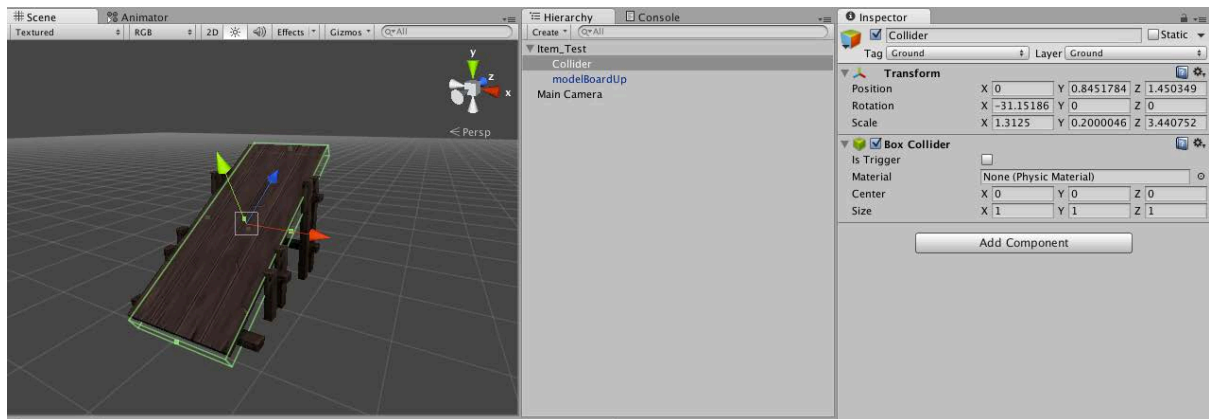 Scene Animator
Textured RGB 2D Effects Gizmos Q▾All
y
z
x
Persp
Hierarchy Console
Create Q▾All
Item_Test
Collider
modelBoardUp
Main Camera
Inspector
Collider Static
Tag Ground Layer Ground
Transform
Position X 0 Y 0.8451784 Z 1.450349
Rotation X -31.15186 Y 0 Z 0
Scale X 1.3125 Y 0.2000046 Z 3.440752
Box Collider
Is Trigger
Material None (Physic Material)
Center X 0 Y 0 Z 0
Size X 1 Y 1 Z 1
Add Component